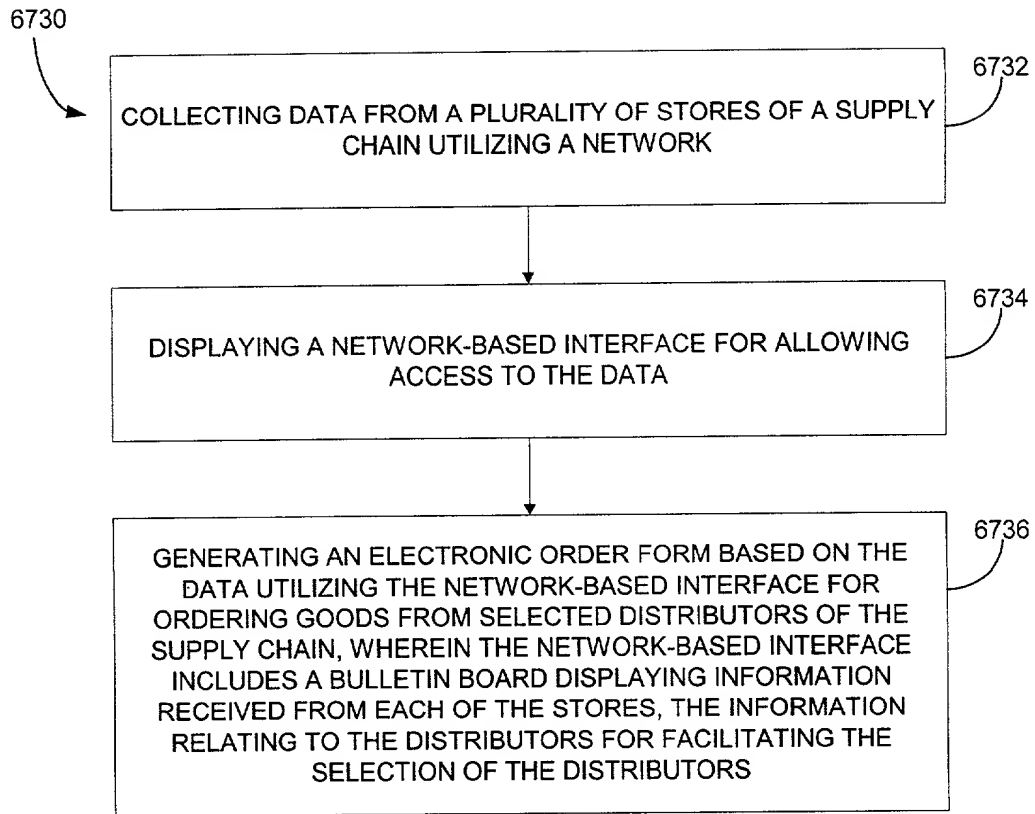 6730
6732
COLLECTING DATA FROM A PLURALITY OF STORES OF A SUPPLY
CHAIN UTILIZING A NETWORK
6734
DISPLAYING A NETWORK-BASED INTERFACE FOR ALLOWING
ACCESS TO THE DATA
6736
GENERATING AN ELECTRONIC ORDER FORM BASED ON THE
DATA UTILIZING THE NETWORK-BASED INTERFACE FOR
ORDERING GOODS FROM SELECTED DISTRIBUTORS OF THE
SUPPLY CHAIN, WHEREIN THE NETWORK-BASED INTERFACE
INCLUDES A BULLETIN BOARD DISPLAYING INFORMATION
RECEIVED FROM EACH OF THE STORES, THE INFORMATION
RELATING TO THE DISTRIBUTORS FOR FACILITATING THE
SELECTION OF THE DISTRIBUTORS